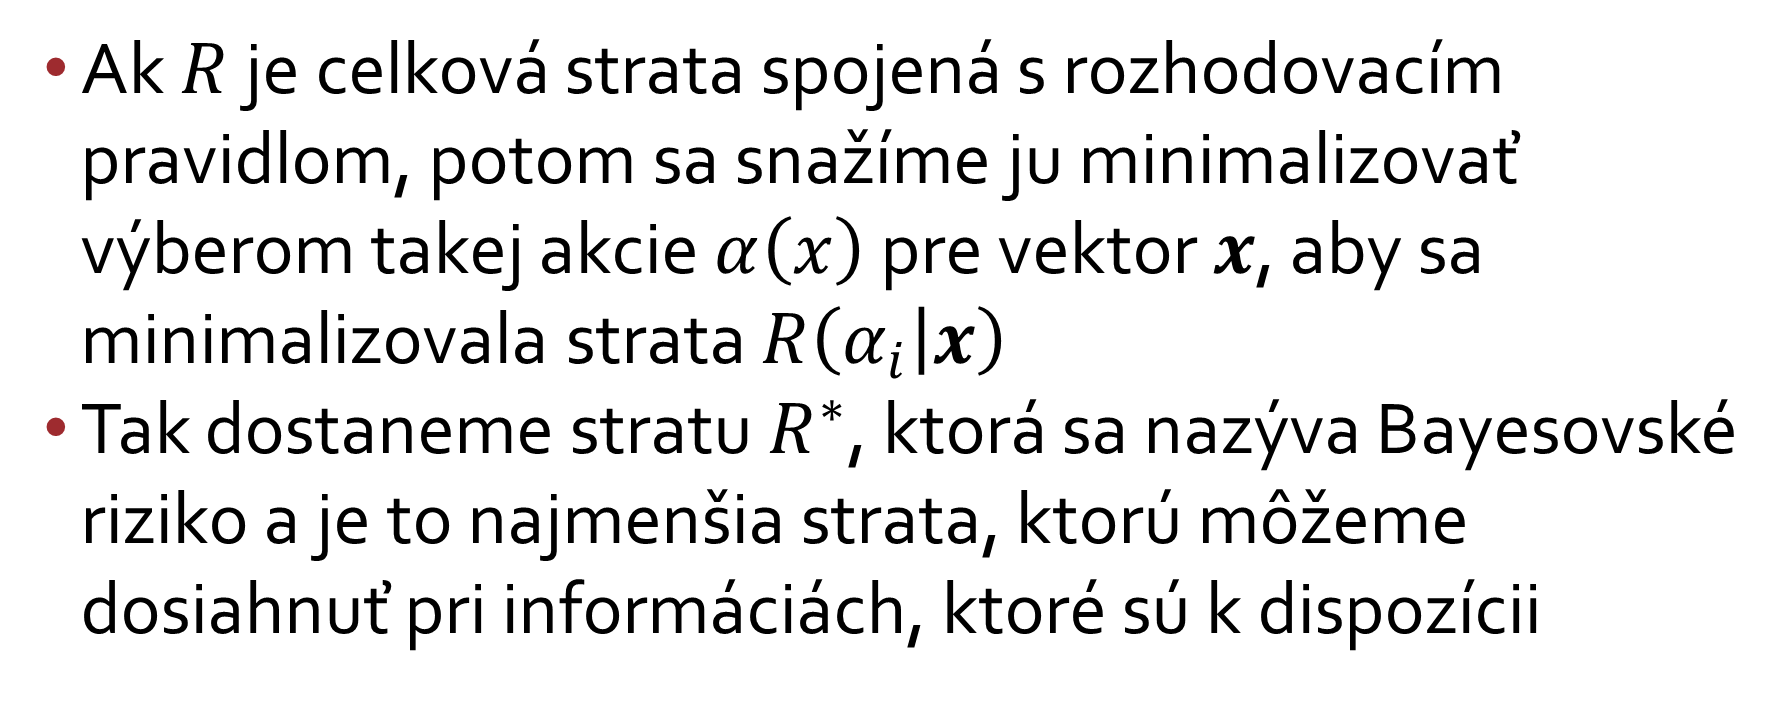 • Ak R je celková strata spojená s rozhodovacím
pravidlom, potom sa snažíme ju minimalizovať
výberom takej akcie α(x) pre vektor x, aby sa
minimalizovala strata R(αᵢ|x)
• Tak dostaneme stratu R*, ktorá sa nazýva Bayesovské
riziko a je to najmenšia strata, ktorú môžeme
dosiahnuť pri informáciách, ktoré sú k dispozícii